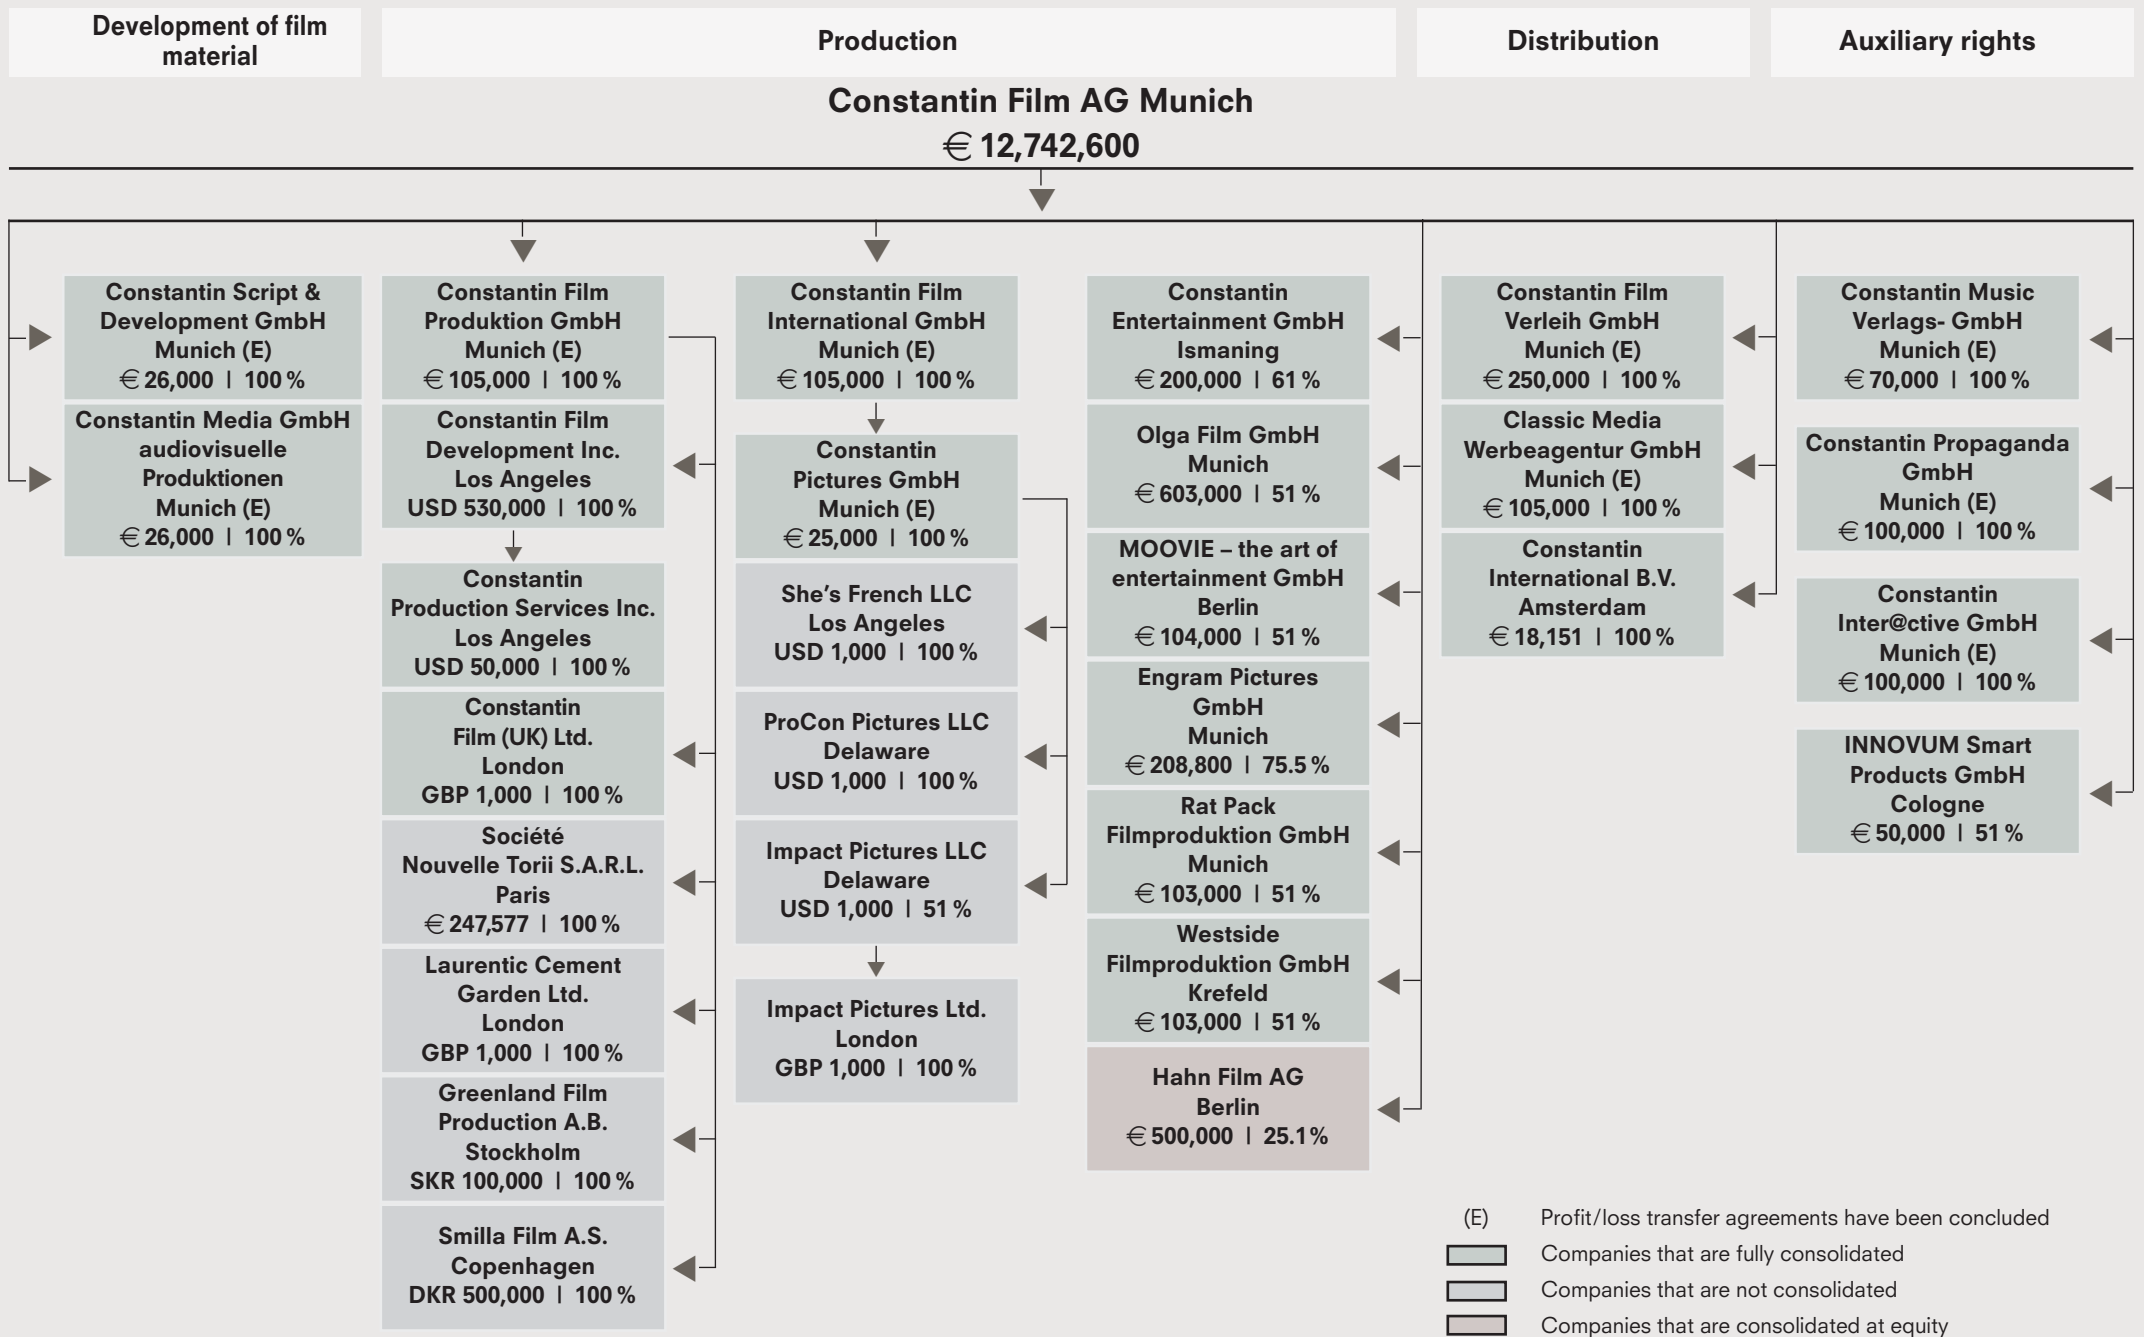 Development of film
material
Production
Distribution
Auxiliary rights
Constantin Film AG Munich
€ 12,742,600
Constantin Script &
Development GmbH
Munich (E)
€ 26,000 | 100 %
Constantin Media GmbH
audiovisuelle
Produktionen
Munich (E)
€ 26,000 | 100 %
Constantin Film
Produktion GmbH
Munich (E)
€ 105,000 | 100 %
Constantin Film
Development Inc.
Los Angeles
USD 530,000 | 100 %
Constantin
Production Services Inc.
Los Angeles
USD 50,000 | 100 %
Constantin
Film (UK) Ltd.
London
GBP 1,000 | 100 %
Société
Nouvelle Torii S.A.R.L.
Paris
€ 247,577 | 100 %
Laurentic Cement
Garden Ltd.
London
GBP 1,000 | 100 %
Greenland Film
Production A.B.
Stockholm
SKR 100,000 | 100 %
Smilla Film A.S.
Copenhagen
DKR 500,000 | 100 %
Constantin Film
International GmbH
Munich (E)
€ 105,000 | 100 %
Constantin
Pictures GmbH
Munich (E)
€ 25,000 | 100 %
She’s French LLC
Los Angeles
USD 1,000 | 100 %
ProCon Pictures LLC
Delaware
USD 1,000 | 100 %
Impact Pictures LLC
Delaware
USD 1,000 | 51 %
Impact Pictures Ltd.
London
GBP 1,000 | 100 %
Constantin
Entertainment GmbH
Ismaning
€ 200,000 | 61 %
Olga Film GmbH
Munich
€ 603,000 | 51 %
MOOVIE – the art of
entertainment GmbH
Berlin
€ 104,000 | 51 %
Engram Pictures
GmbH
Munich
€ 208,800 | 75.5 %
Rat Pack
Filmproduktion GmbH
Munich
€ 103,000 | 51 %
Westside
Filmproduktion GmbH
Krefeld
€ 103,000 | 51 %
Hahn Film AG
Berlin
€ 500,000 | 25.1 %
Constantin Film
Verleih GmbH
Munich (E)
€ 250,000 | 100 %
Classic Media
Werbeagentur GmbH
Munich (E)
€ 105,000 | 100 %
Constantin
International B.V.
Amsterdam
€ 18,151 | 100 %
Constantin Music
Verlags- GmbH
Munich (E)
€ 70,000 | 100 %
Constantin Propaganda
GmbH
Munich (E)
€ 100,000 | 100 %
Constantin
Inter@ctive GmbH
Munich (E)
€ 100,000 | 100 %
INNOVUM Smart
Products GmbH
Cologne
€ 50,000 | 51 %
(E) Profit/loss transfer agreements have been concluded
Companies that are fully consolidated
Companies that are not consolidated
Companies that are consolidated at equity